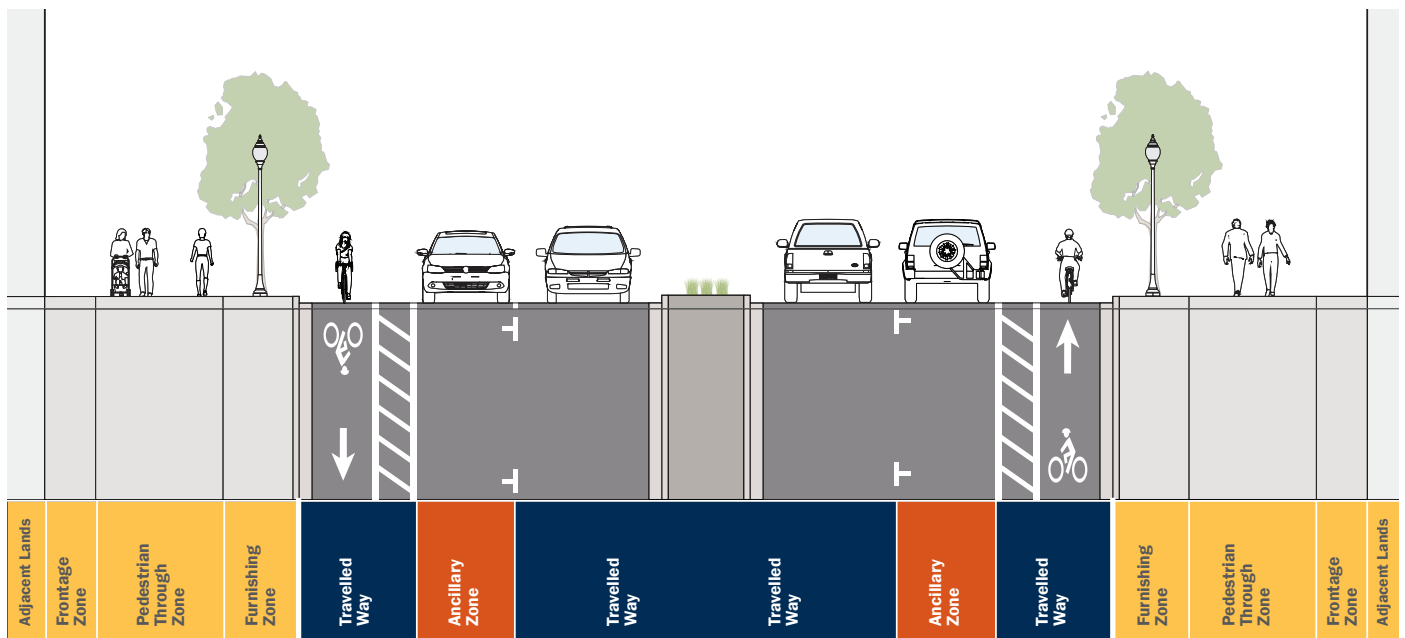 Adjacent Lands
Frontage
Zone
Pedestrian
Through
Zone
Furnishing
Zone
Travelled
Way
Ancillary
Zone
Travelled
Way
Travelled
Way
Ancillary
Zone
Travelled
Way
Furnishing
Zone
Pedestrian
Through
Zone
Frontage
Zone
Adjacent Lands